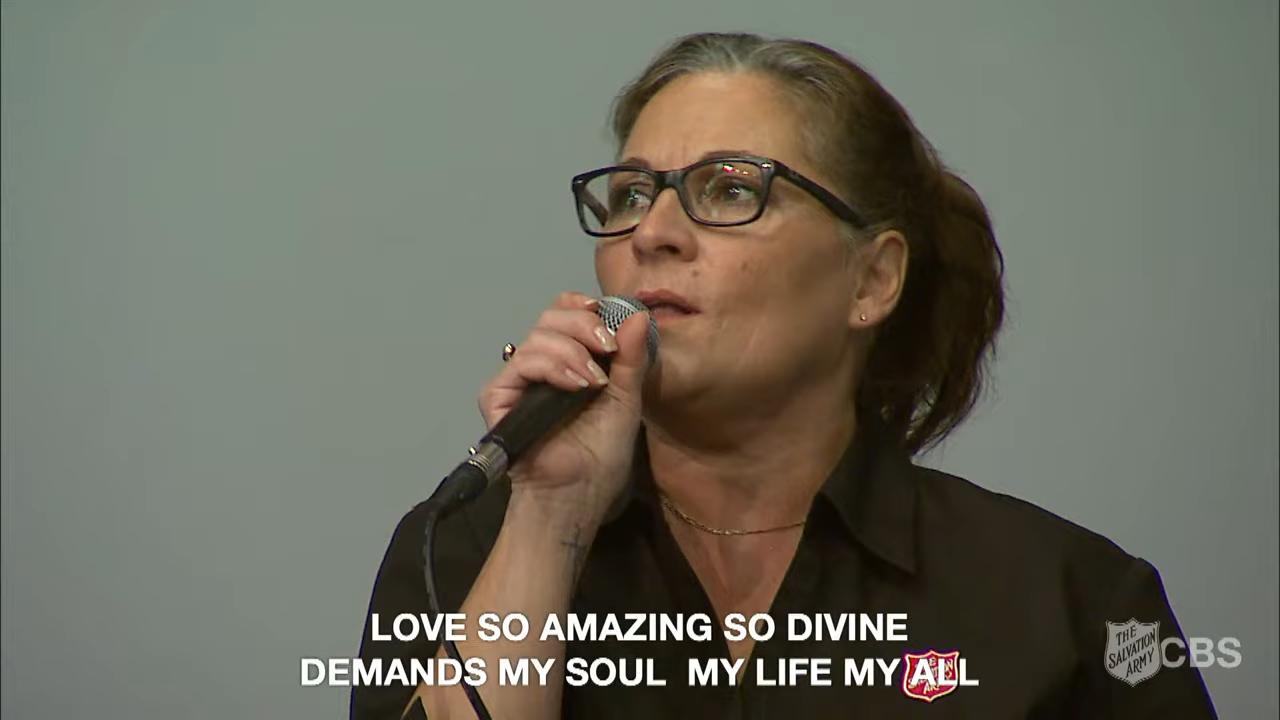 LOVE SO AMAZING SO DIVINE
DEMANDS MY SOUL MY LIFE MY ALL
THE
SALVATION
ARMY
CBS